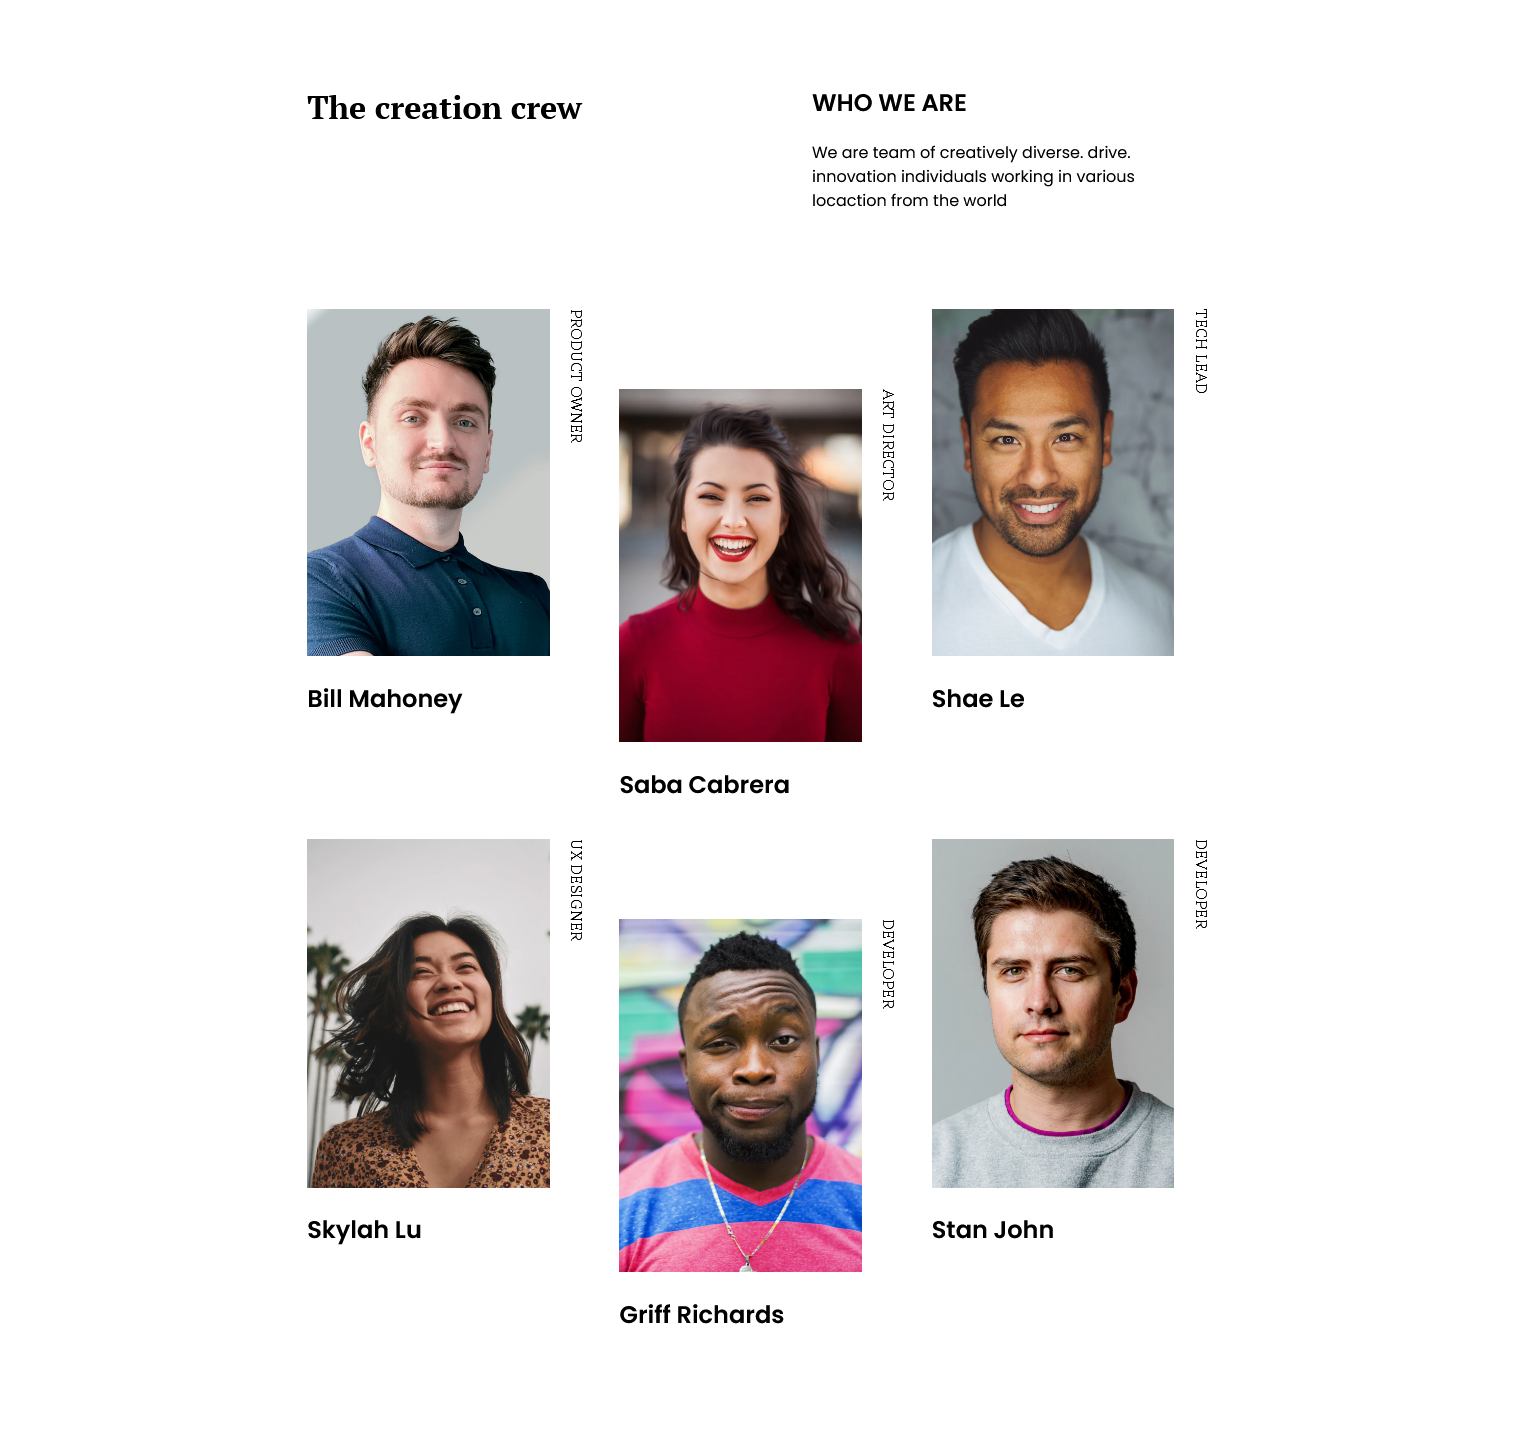 The creation crew
WHO WE ARE
We are team of creatively diverse. drive.
innovation individuals working in various
locaction from the world
PRODUCT OWNER
Bill Mahoney
ART DIRECTOR
Saba Cabrera
TECH LEAD
Shae Le
UX DESIGNER
Skylah Lu
DEVELOPER
Griff Richards
DEVELOPER
Stan John